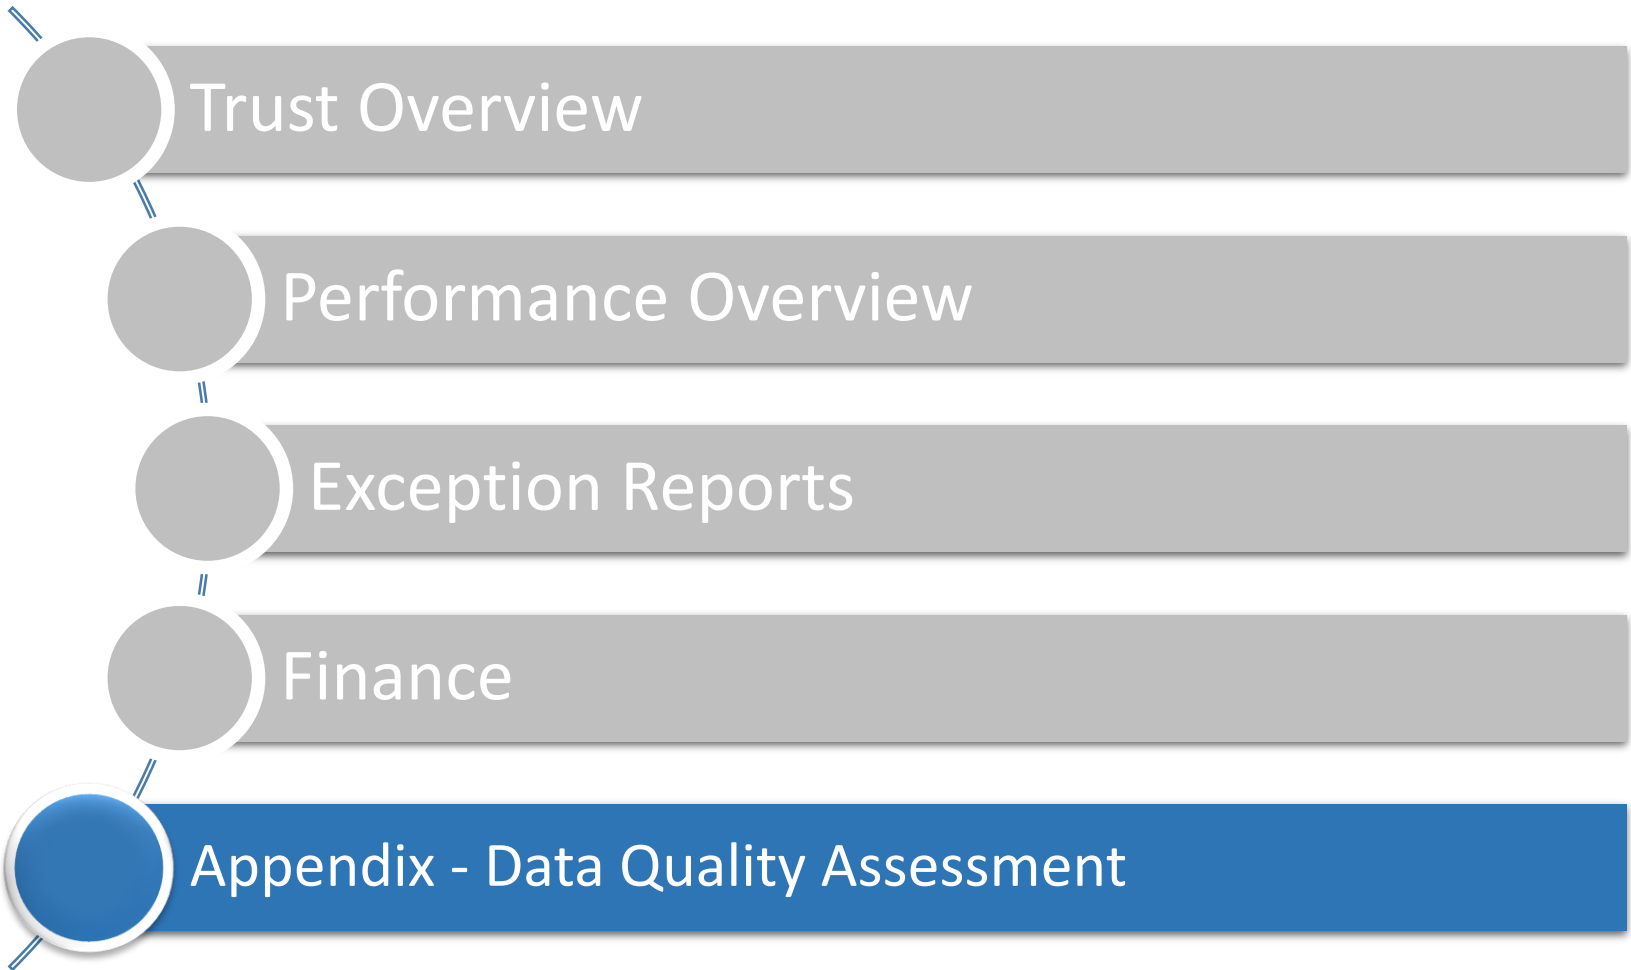 Trust Overview
Performance Overview
Exception Reports
Finance
Appendix - Data Quality Assessment